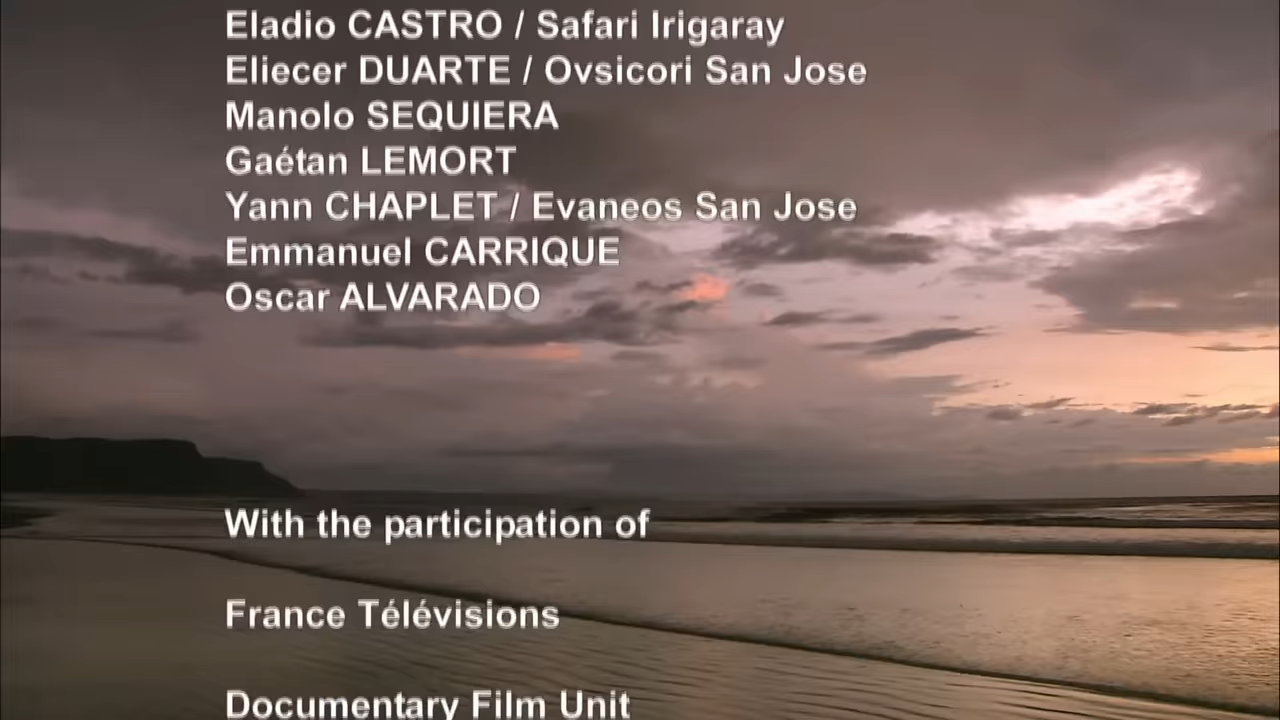 Eladio CASTRO / Safari Irigaray
Eliecer DUARTE / Ovsicori San Jose
Manolo SEQUIERA
Gaétan LEMORT
Yann CHAPLET / Evaneos San Jose
Emmanuel CARRIQUE
Oscar ALVARADO
With the participation of
France Télévisions
Documentary Film Unit